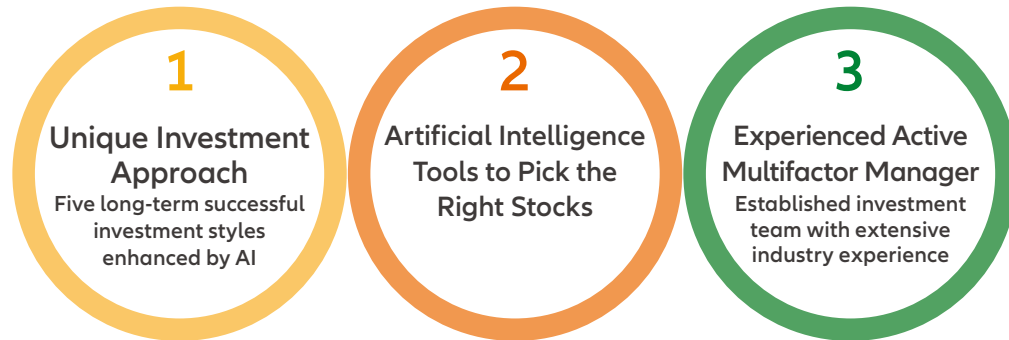 1
Unique Investment
Approach
Five long-term successful
investment styles
enhanced by AI
2
Artificial Intelligence
Tools to Pick the
Right Stocks
3
Experienced Active
Multifactor Manager
Established investment
team with extensive
industry experience